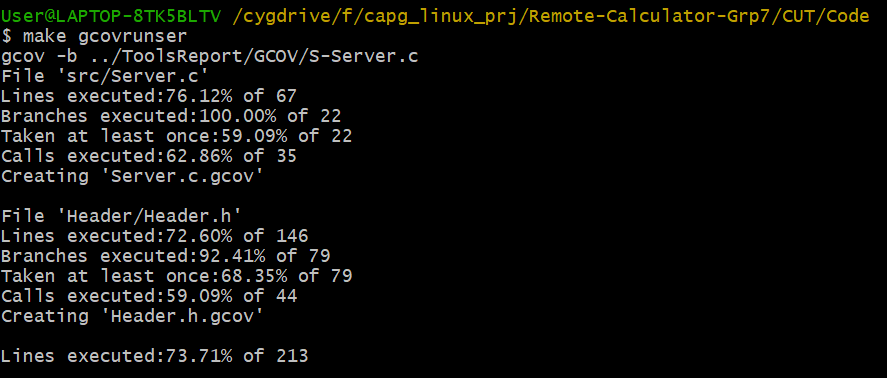 User@LAPTOP-8TK5BLTV /cygdrive/f/capg_linux_prj/Remote-Calculator-Grp7/CUT/Code
$ make gcovrunser
gcov -b ../ToolsReport/GCOV/S-Server.c
File 'src/Server.c'
Lines executed:76.12% of 67
Branches executed:100.00% of 22
Taken at least once:59.09% of 22
Calls executed:62.86% of 35
Creating 'Server.c.gcov'

File 'Header/Header.h'
Lines executed:72.60% of 146
Branches executed:92.41% of 79
Taken at least once:68.35% of 79
Calls executed:59.09% of 44
Creating 'Header.h.gcov'

Lines executed:73.71% of 213